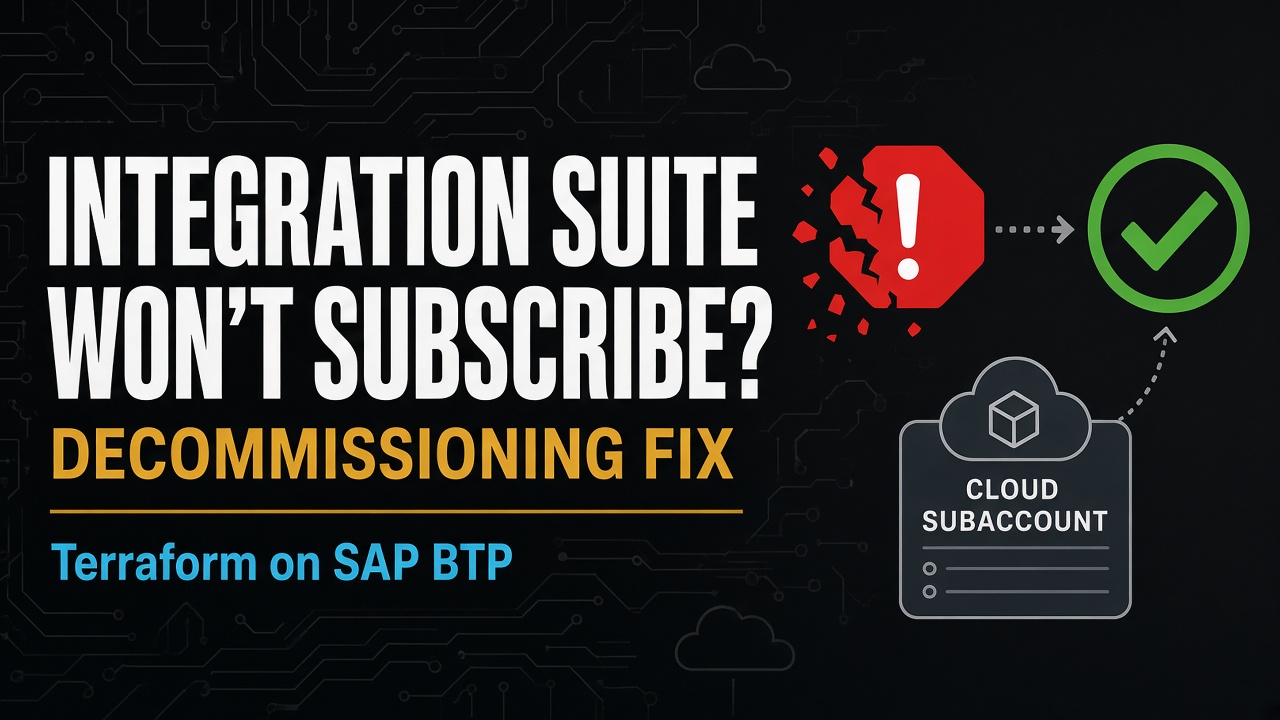 INTEGRATION SUITE
WON'T SUBSCRIBE?
DECOMMISSIONING FIX
Terraform on SAP BTP
!
CLOUD
SUBACCOUNT